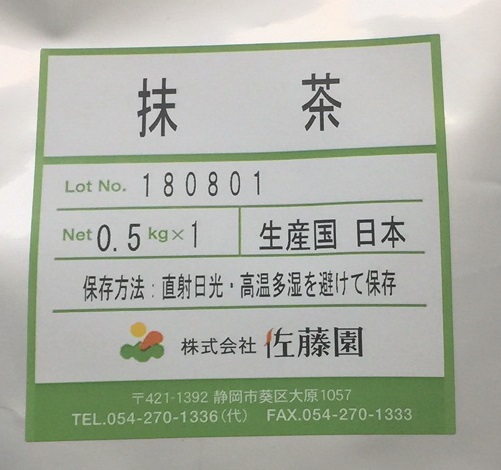 抹茶
Lot No. 180801
Net 0.5 kg×1 生産国 日本
保存方法:直射日光・高温多湿を避けて保存
株式会社 佐藤園
〒421-1392 静岡市葵区大原1057
TEL.054-270-1336(代) FAX.054-270-1333